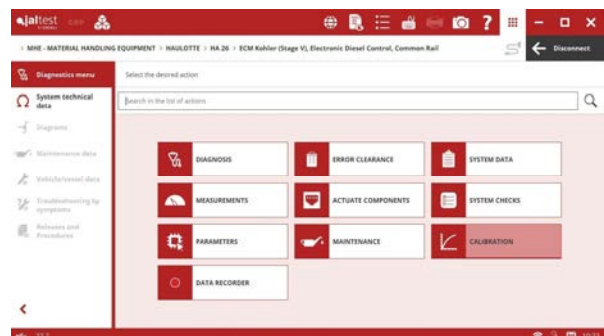 jaltest
MHE - MATERIAL HANDLING EQUIPMENT > HAULOTTE > HA 26 > ECM Kohler (Stage V), Electronic Diesel Control, Common Rail
Disconnect
Diagnostics menu
Select the desired action
System technical
data
Search in the list of actions
Diagrams
Maintenance data
Vehicle/vessel data
Troubleshooting by
symptoms
Releases and
Procedures
DIAGNOSIS
ERROR CLEARANCE
SYSTEM DATA
MEASUREMENTS
ACTUATE COMPONENTS
SYSTEM CHECKS
PARAMETERS
MAINTENANCE
CALIBRATION
DATA RECORDER